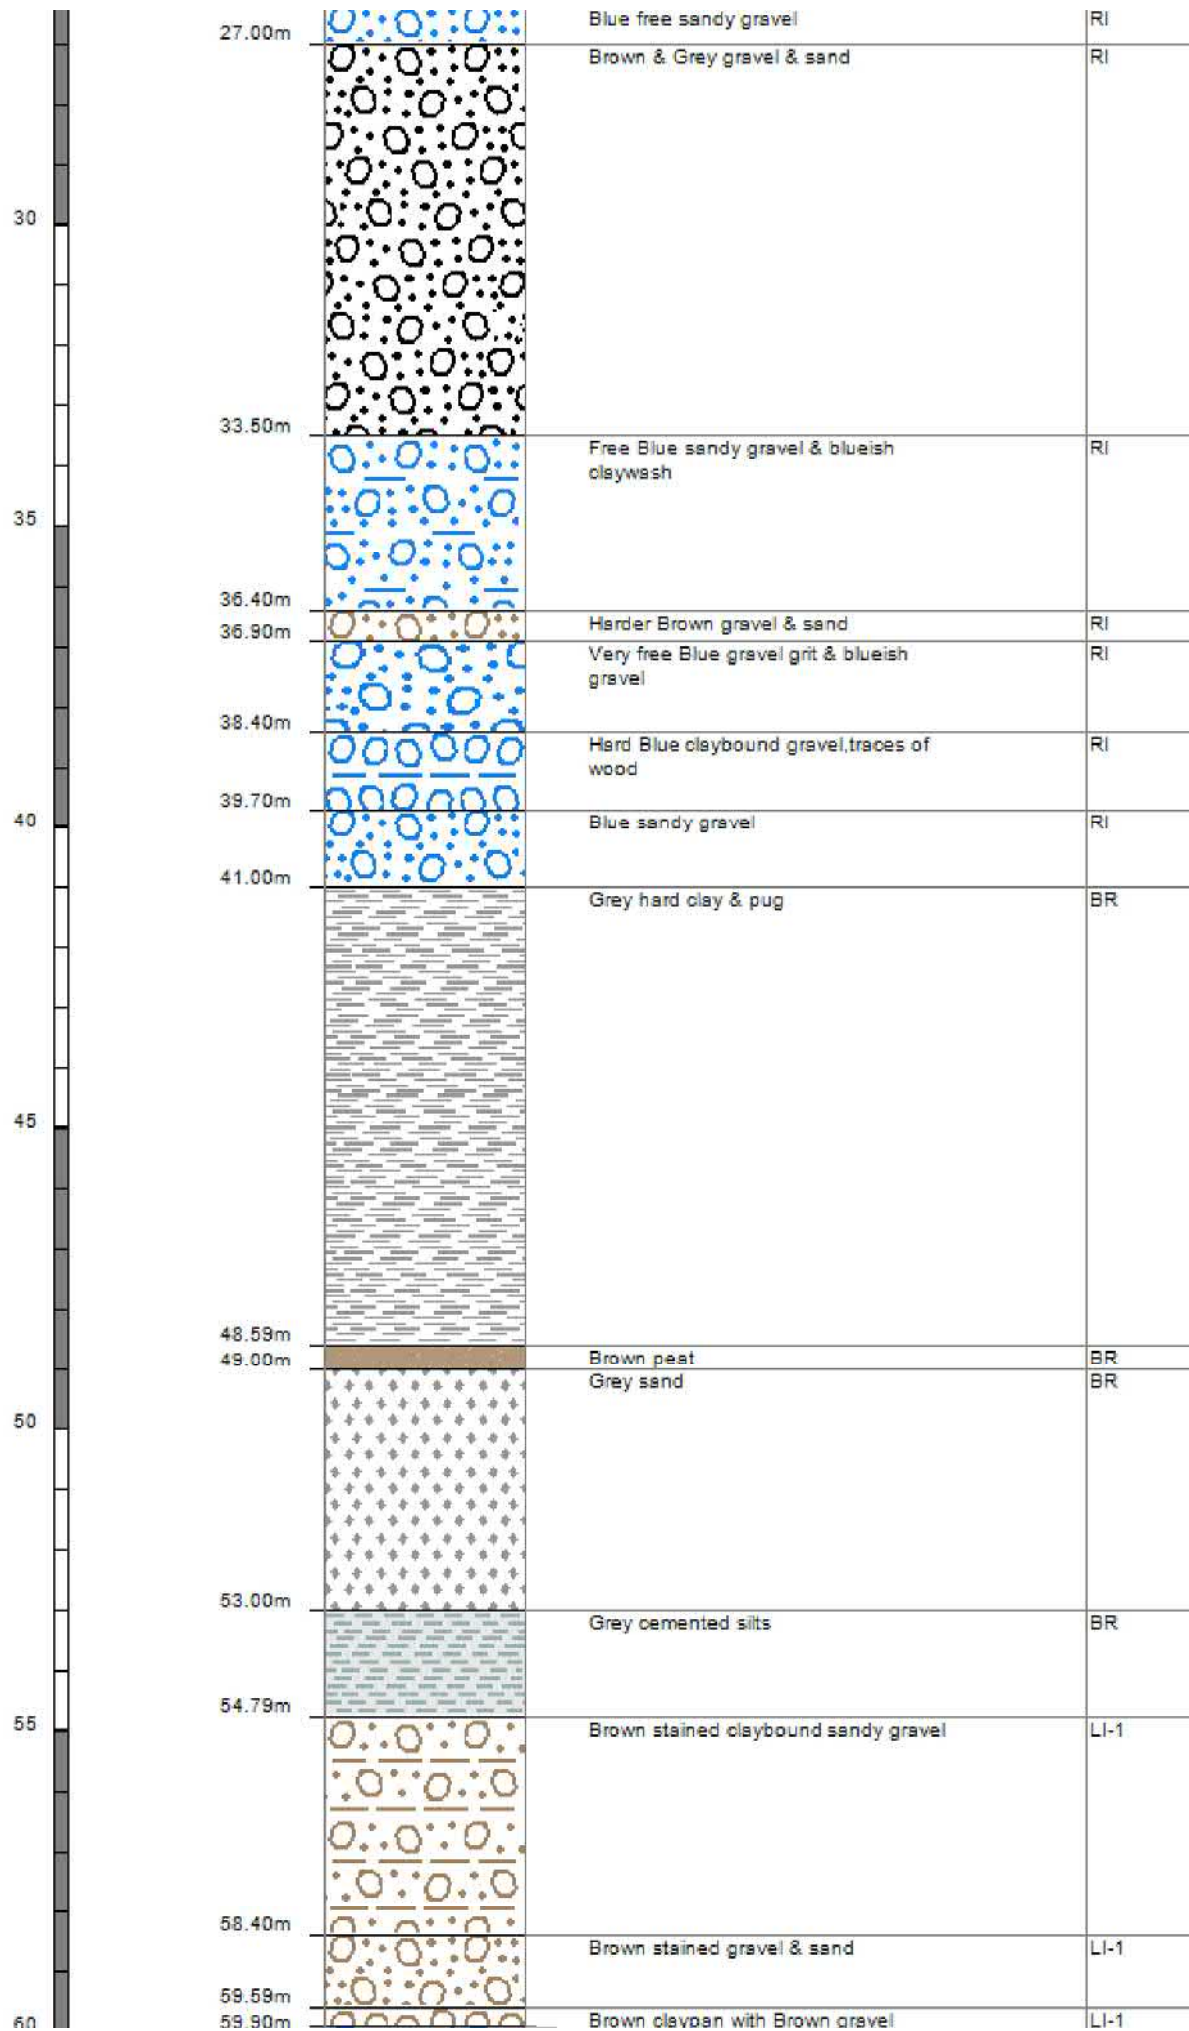 Blue free sandy gravel RI
27.00m
Brown & Grey gravel & sand RI
30
33.50m
Free Blue sandy gravel & blueish RI
claywash
35
36.40m
Harder Brown gravel & sand RI
36.90m
Very free Blue gravel grit & blueish RI
gravel
38.40m
Hard Blue claybound gravel,traces of RI
wood
39.70m
40
Blue sandy gravel RI
41.00m
Grey hard clay & pug BR
45
48.59m
Brown peat BR
49.00m
Grey sand BR
50
53.00m
Grey cemented silts BR
54.79m
55
Brown stained claybound sandy gravel LI-1
58.40m
Brown stained gravel & sand LI-1
59.59m
Brown claypan with Brown gravel LI-1
59.90m
60